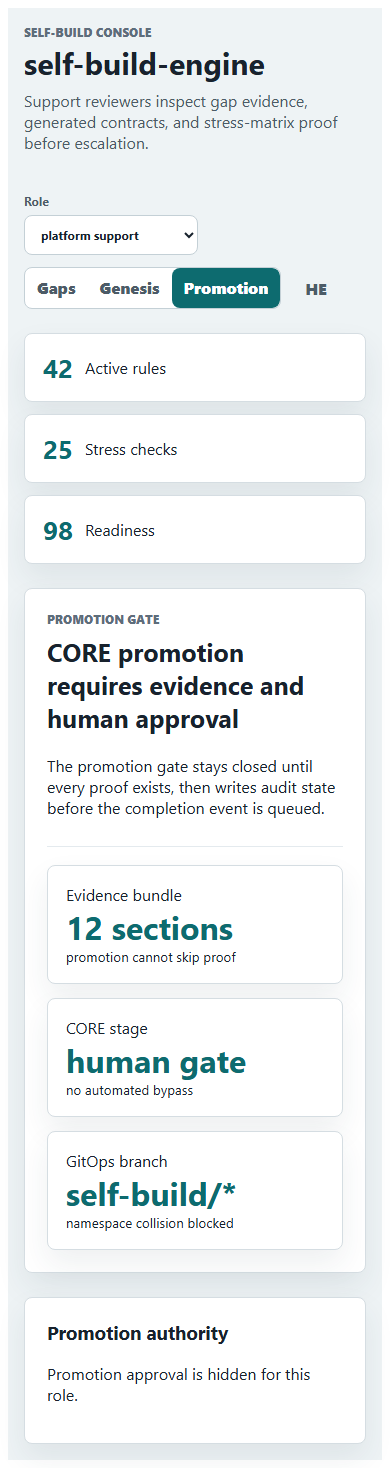 SELF-BUILD CONSOLE
self-build-engine
Support reviewers inspect gap evidence,
generated contracts, and stress-matrix proof
before escalation.
Role
platform support
Gaps Genesis Promotion HE
42 Active rules
25 Stress checks
98 Readiness
PROMOTION GATE
CORE promotion
requires evidence and
human approval
The promotion gate stays closed until
every proof exists, then writes audit state
before the completion event is queued.
Evidence bundle
12 sections
promotion cannot skip proof
CORE stage
human gate
no automated bypass
GitOps branch
self-build/*
namespace collision blocked
Promotion authority
Promotion approval is hidden for this
role.